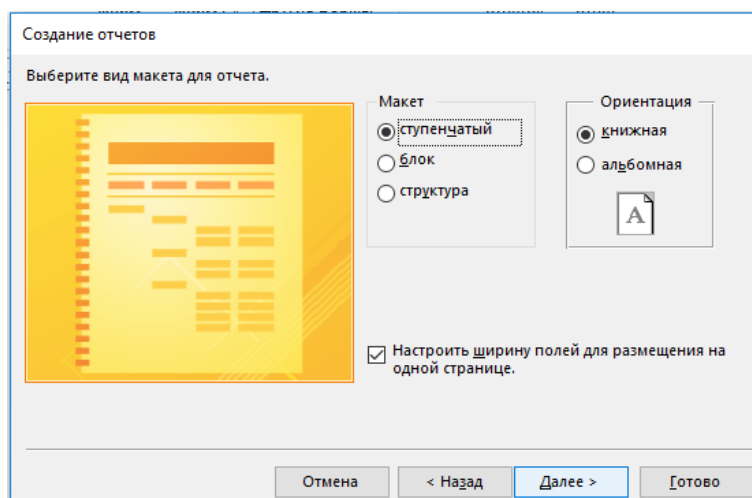 Создание отчетов
Выберите вид макета для отчета.
Макет
ступенчатый
блок
структура
Ориентация
книжная
альбомная
A
Настроить ширину полей для размещения на
одной странице.
Отмена
< Назад
Далее >
Готово